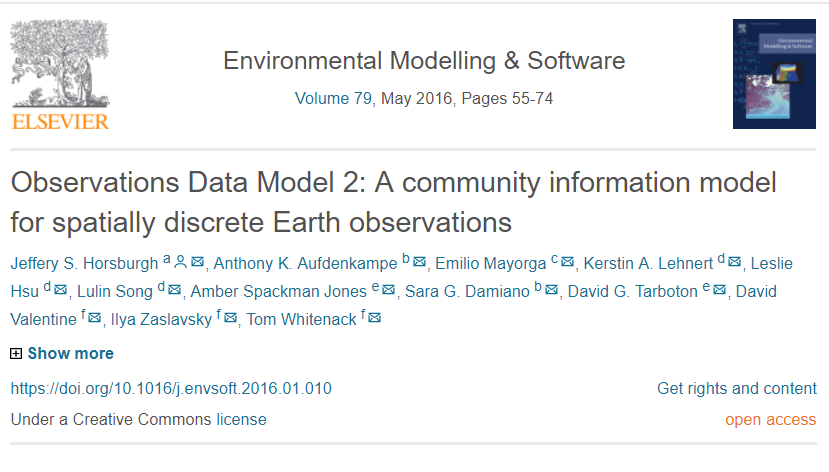 ELSEVIER
Environmental Modelling & Software
Volume 79, May 2016, Pages 55-74
Environmental
Modelling & Software
Observations Data Model 2: A community information model
for spatially discrete Earth observations
Jeffery S. Horsburgh a, Anthony K. Aufdenkampe b, Emilio Mayorga c, Kerstin A. Lehnert d, Leslie
Hsu d, Lulin Song d, Amber Spackman Jones e, Sara G. Damiano b, David G. Tarboton e, David
Valentine f, Ilya Zaslavsky f, Tom Whitenack f
Show more
https://doi.org/10.1016/j.envsoft.2016.01.010
Get rights and content
Under a Creative Commons license
open access